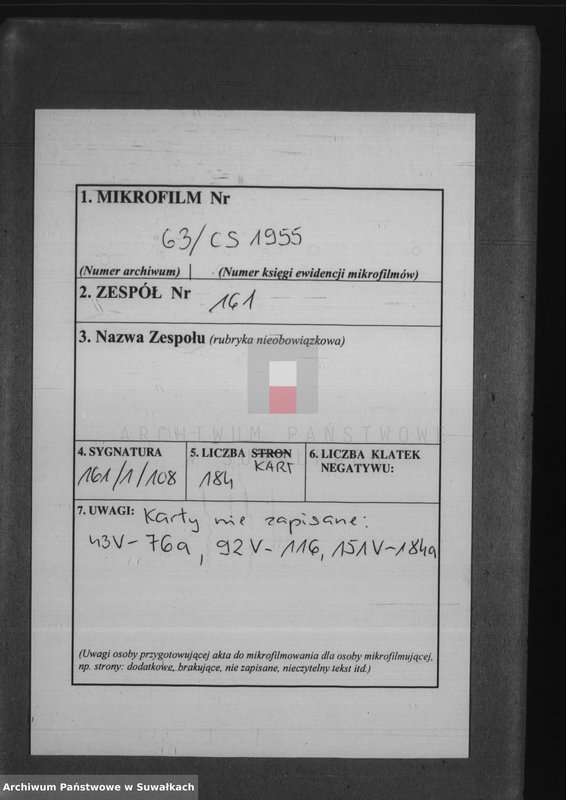 1. MIKROFILM Nr
63/CS 1955
(Numer archiwum) | (Numer księgi ewidencji mikrofilmów)
2. ZESPÓŁ Nr 161
3. Nazwa Zespołu (rubryka nieobowiązkowa)
ARCHIWUM PAŃSTWOWE
4. SYGNATURA
161/1/108
5. LICZBA STRON
KART
184
6. LICZBA KLATEK
NEGATYWU:
7. UWAGI: Karty nie zapisane:
43V-76a, 92V-116, 151V-184a
(Uwagi osoby przygotowującej akta do mikrofilmowania dla osoby mikrofilmującej,
np. strony: dodatkowe, brakujące, nie zapisane, nieczytelny tekst itd.)
Archiwum Państwowe w Suwałkach